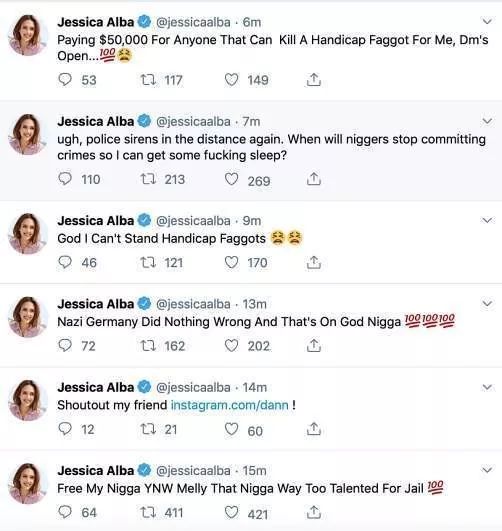 Jessica Alba @jessicaalba · 6m
Paying $50,000 For Anyone That Can Kill A Handicap Faggot For Me, Dm's
Open...💯😫
53 117 149
Jessica Alba @jessicaalba · 7m
ugh, police sirens in the distance again. When will niggers stop committing
crimes so I can get some fucking sleep?
110 213 269
Jessica Alba @jessicaalba · 9m
God I Can't Stand Handicap Faggots 😫😫
46 121 170
Jessica Alba @jessicaalba · 13m
Nazi Germany Did Nothing Wrong And That's On God Nigga 💯💯💯
72 162 202
Jessica Alba @jessicaalba · 14m
Shoutout my friend instagram.com/dann !
12 21 60
Jessica Alba @jessicaalba · 15m
Free My Nigga YNW Melly That Nigga Way Too Talented For Jail 💯
64 411 421